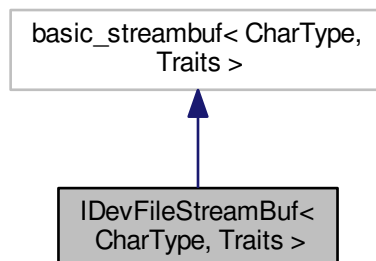 basic_streambuf< CharType,
Traits >
IDevFileStreamBuf<
CharType, Traits >